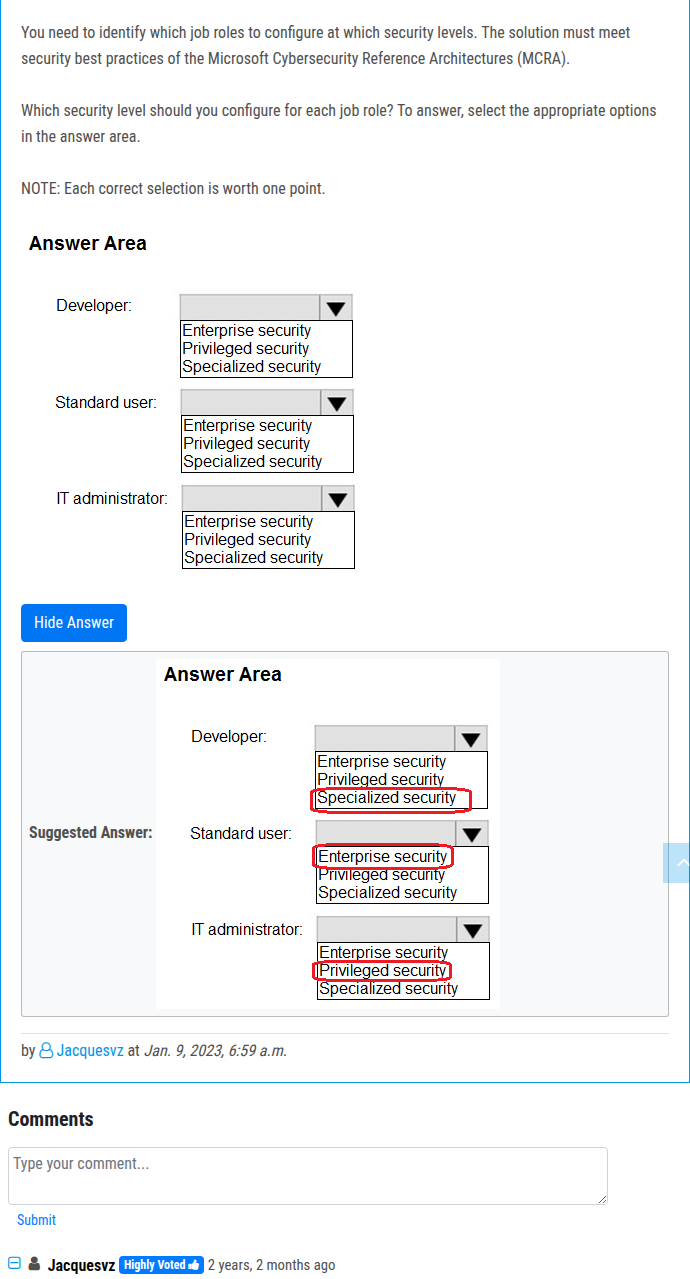 You need to identify which job roles to configure at which security levels. The solution must meet
security best practices of the Microsoft Cybersecurity Reference Architectures (MCRA).
Which security level should you configure for each job role? To answer, select the appropriate options
in the answer area.
NOTE: Each correct selection is worth one point.
Answer Area
Developer:
Enterprise security
Privileged security
Specialized security
Standard user:
Enterprise security
Privileged security
Specialized security
IT administrator:
Enterprise security
Privileged security
Specialized security
Hide Answer
Suggested Answer:
Answer Area
Developer:
Enterprise security
Privileged security
Specialized security
Standard user:
Enterprise security
Privileged security
Specialized security
IT administrator:
Enterprise security
Privileged security
Specialized security
by Jacquesvz at Jan. 9, 2023, 6:59 a.m.
Comments
Type your comment...
Submit
Jacquesvz Highly Voted 2 years, 2 months ago